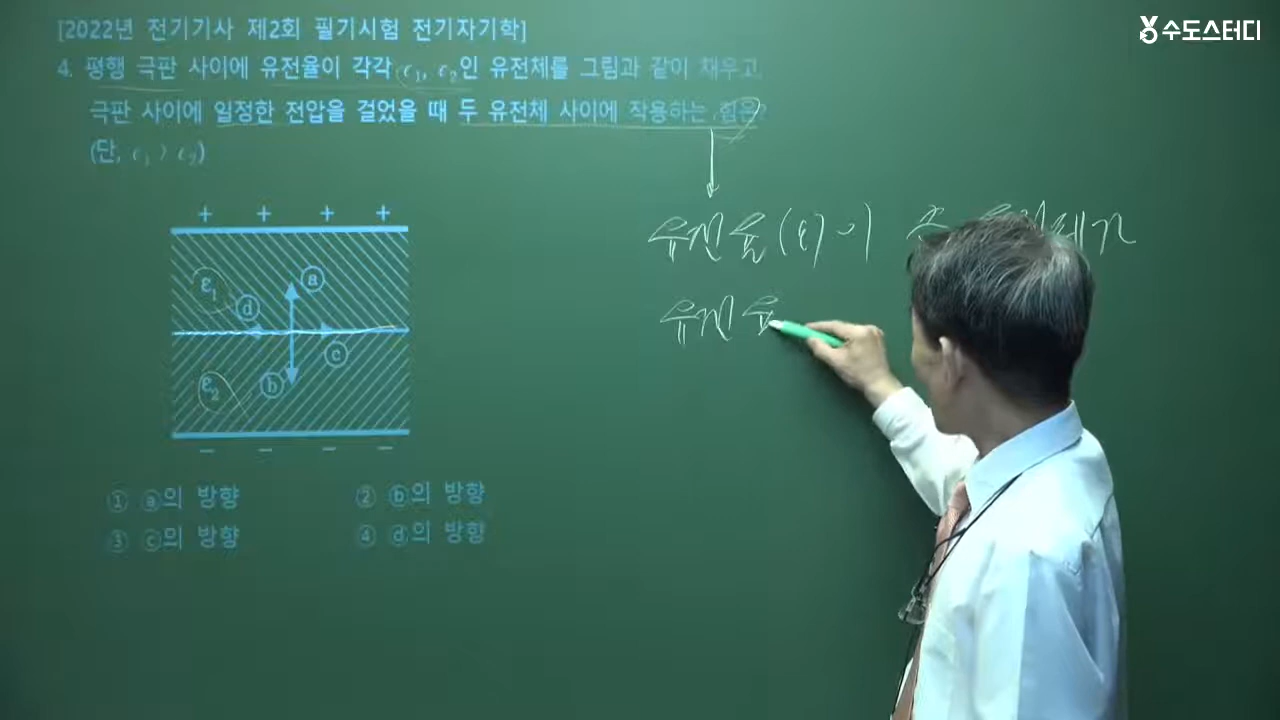 수도스터디
[2022년 전기기사 제2회 필기시험 전기자기학]
4. 평행 극판 사이에 유전율이 각각 ε₁, ε₂인 유전체를 그림과 같이 채우고
극판 사이에 일정한 전압을 걸었을 때 두 유전체 사이에 작용하는 힘은?
(단, ε₁ > ε₂)
+ + + +
ε₁
ⓐ
ⓓ
ⓒ
ε₂
ⓑ
− − − −
① ⓐ의 방향 ② ⓑ의 방향
③ ⓒ의 방향 ④ ⓓ의 방향
유전율(ε)이
유전율